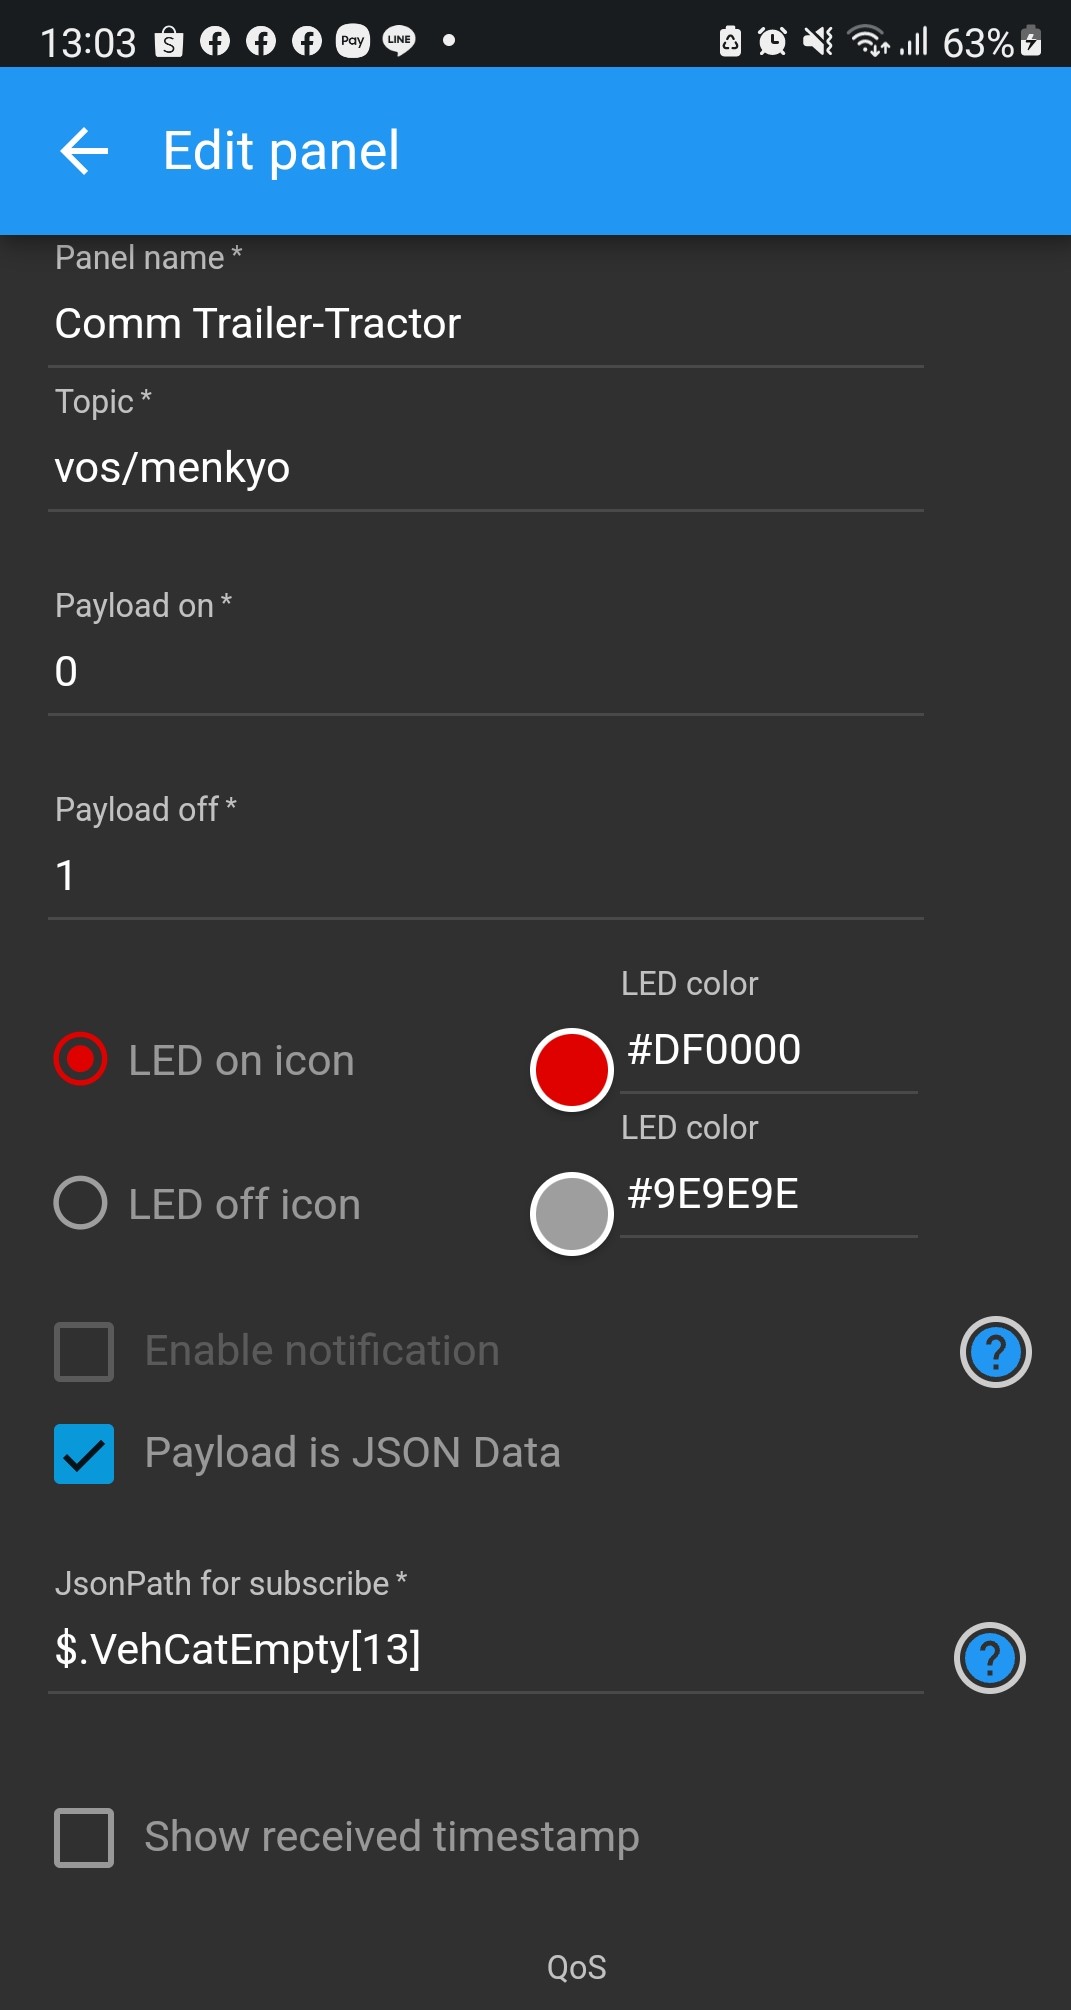 13:03 S Pay LINE 63%
Edit panel
Panel name *
Comm Trailer-Tractor
Topic *
vos/menkyo
Payload on *
0
Payload off *
1
LED color
LED on icon #DF0000
LED color
LED off icon #9E9E9E
Enable notification ?
Payload is JSON Data
JsonPath for subscribe *
$.VehCatEmpty[13] ?
Show received timestamp
QoS